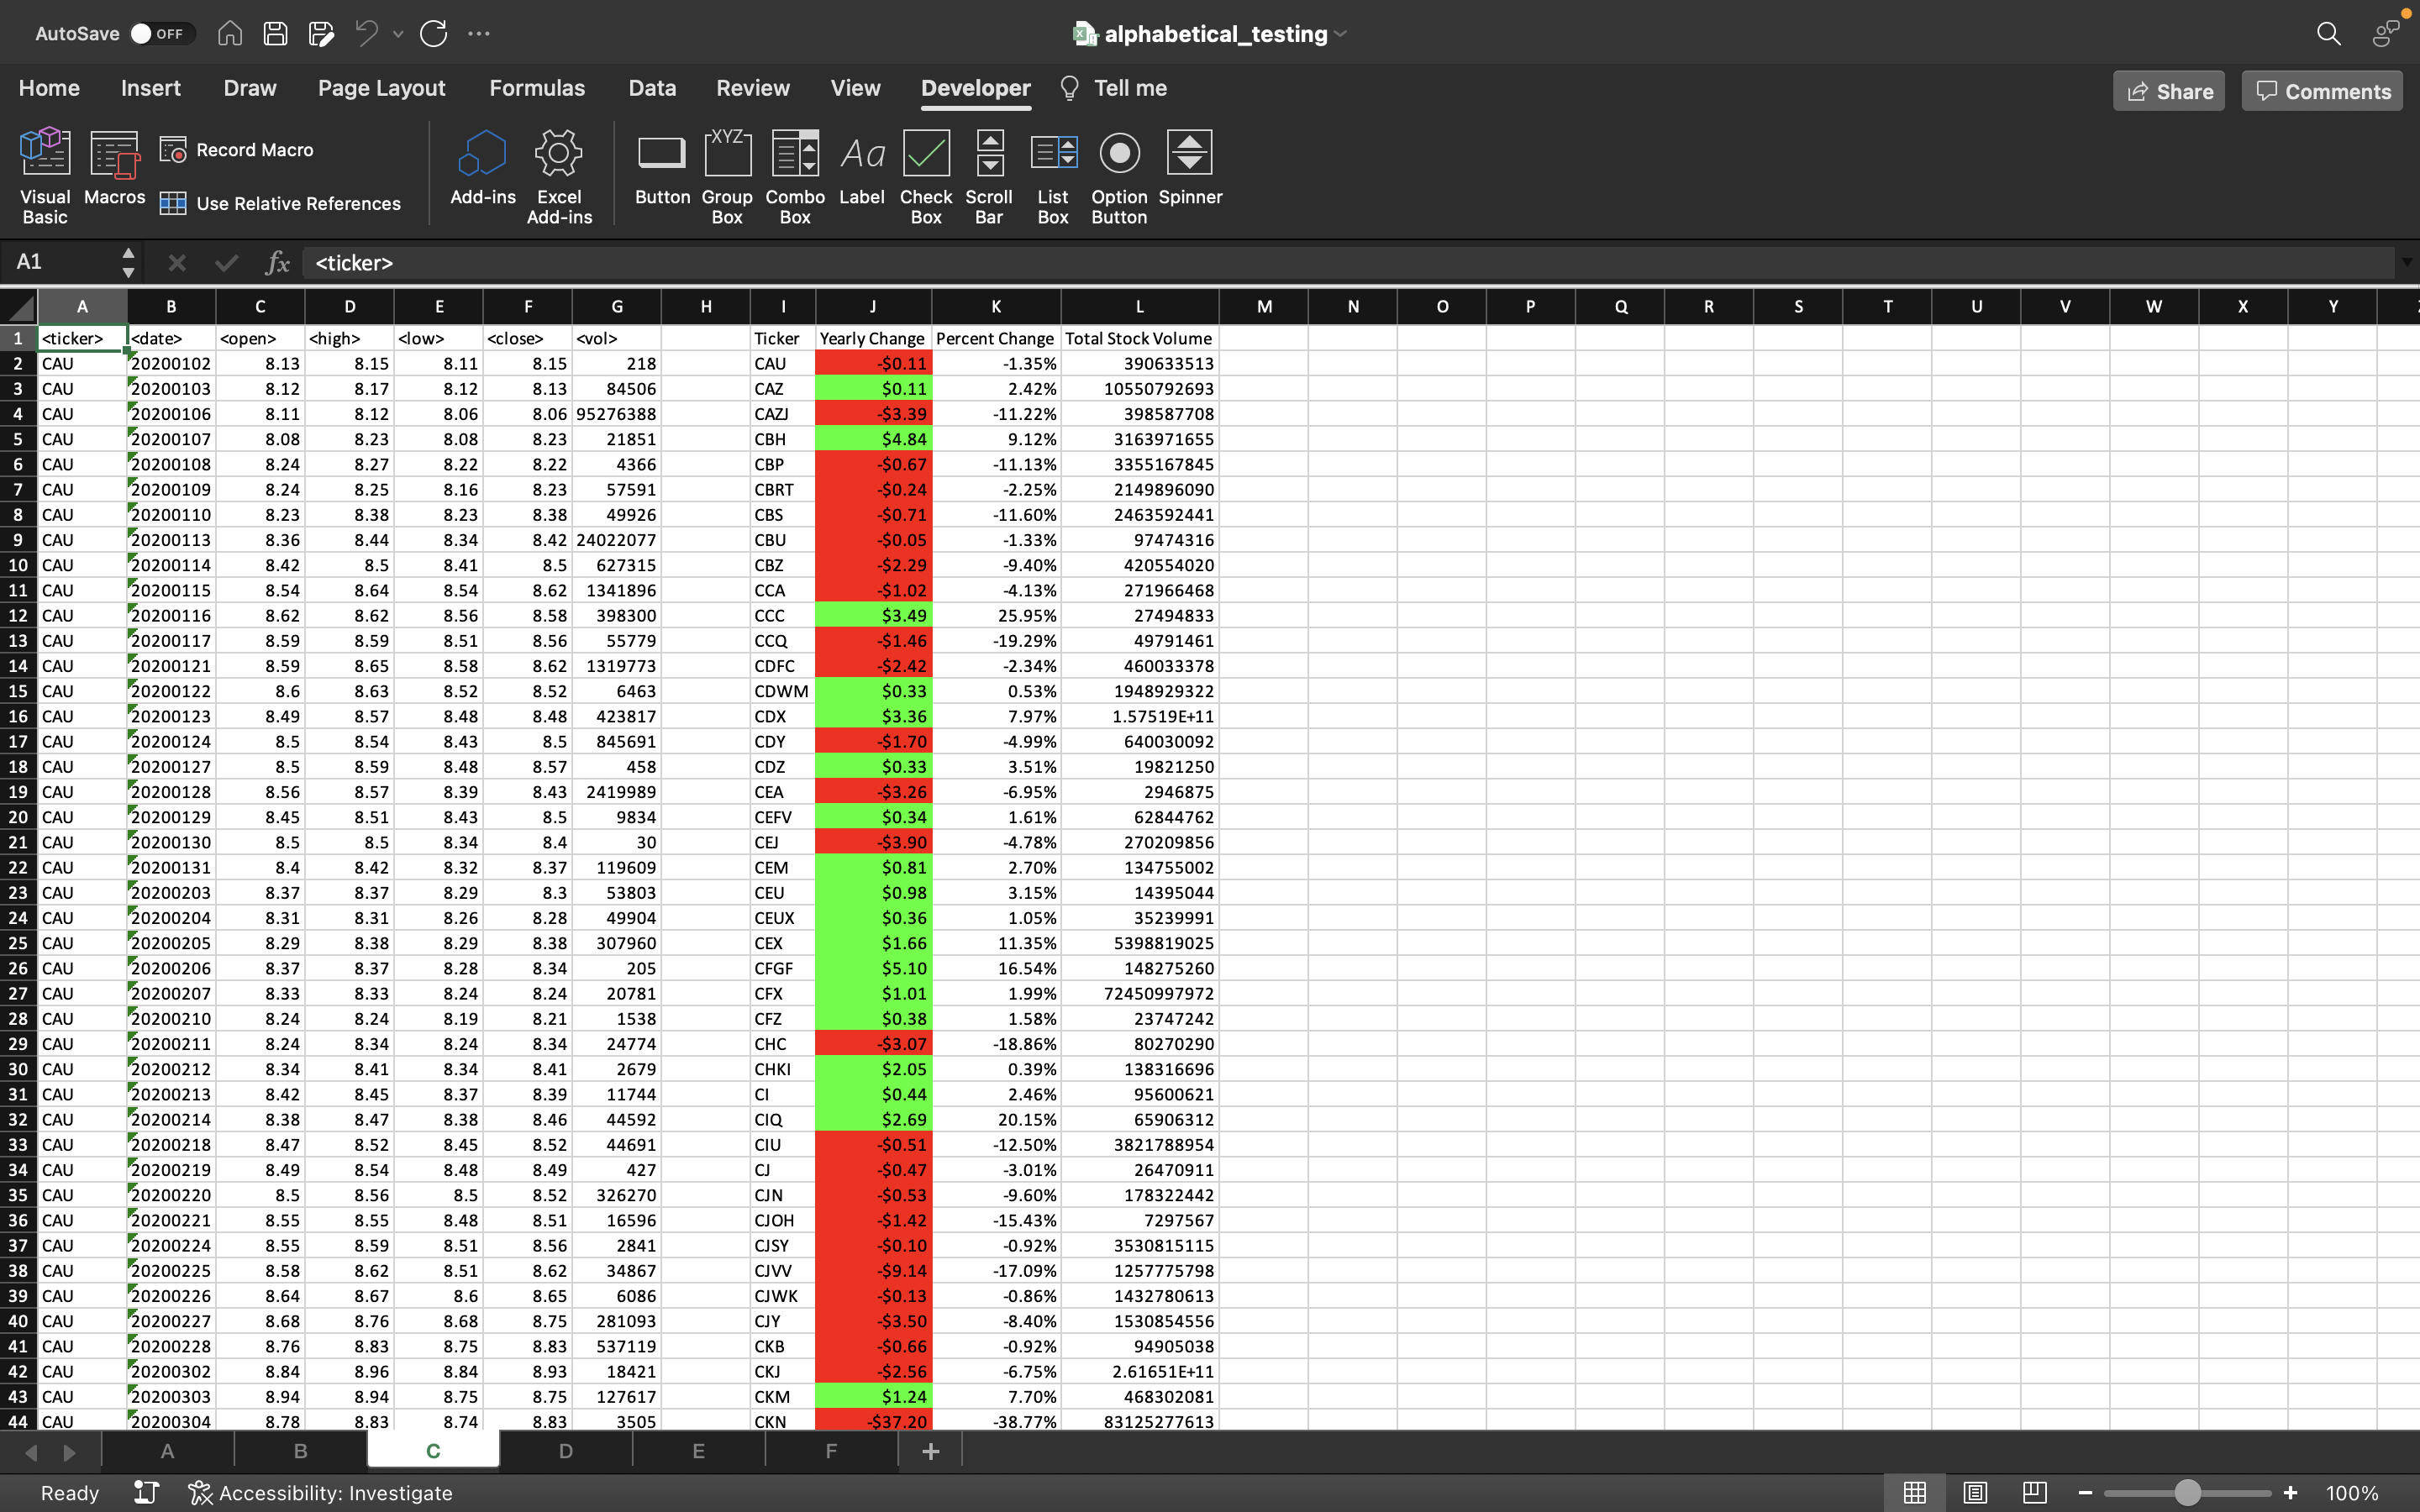 AutoSave OFF alphabetical_testing
Home Insert Draw Page Layout Formulas Data Review View Developer Tell me Share Comments
Visual Basic Macros Record Macro Use Relative References Add-ins Excel Add-ins Button Group Box Combo Box Label Check Box Scroll Bar List Box Option Button Spinner
A1 fx <ticker>
A B C D E F G H I J K L M N O P Q R S T U V W X Y
1 <ticker> <date> <open> <high> <low> <close> <vol> Ticker Yearly Change Percent Change Total Stock Volume
2 CAU 20200102 8.13 8.15 8.11 8.15 218 CAU -$0.11 -1.35% 390633513
3 CAU 20200103 8.12 8.17 8.12 8.13 84506 CAZ $0.11 2.42% 10550792693
4 CAU 20200106 8.11 8.12 8.06 8.06 95276388 CAZJ -$3.39 -11.22% 398587708
5 CAU 20200107 8.08 8.23 8.08 8.23 21851 CBH $4.84 9.12% 3163971655
6 CAU 20200108 8.24 8.27 8.22 8.22 4366 CBP -$0.67 -11.13% 3355167845
7 CAU 20200109 8.24 8.25 8.16 8.23 57591 CBRT -$0.24 -2.25% 2149896090
8 CAU 20200110 8.23 8.38 8.23 8.38 49926 CBS -$0.71 -11.60% 2463592441
9 CAU 20200113 8.36 8.44 8.34 8.42 24022077 CBU -$0.05 -1.33% 97474316
10 CAU 20200114 8.42 8.5 8.41 8.5 627315 CBZ -$2.29 -9.40% 420554020
11 CAU 20200115 8.54 8.64 8.54 8.62 1341896 CCA -$1.02 -4.13% 271966468
12 CAU 20200116 8.62 8.62 8.56 8.58 398300 CCC $3.49 25.95% 27494833
13 CAU 20200117 8.59 8.59 8.51 8.56 55779 CCQ -$1.46 -19.29% 49791461
14 CAU 20200121 8.59 8.65 8.58 8.62 1319773 CDFC -$2.42 -2.34% 460033378
15 CAU 20200122 8.6 8.63 8.52 8.52 6463 CDWM $0.33 0.53% 1948929322
16 CAU 20200123 8.49 8.57 8.48 8.48 423817 CDX $3.36 7.97% 1.57519E+11
17 CAU 20200124 8.5 8.54 8.43 8.5 845691 CDY -$1.70 -4.99% 640030092
18 CAU 20200127 8.5 8.59 8.48 8.57 458 CDZ $0.33 3.51% 19821250
19 CAU 20200128 8.56 8.57 8.39 8.43 2419989 CEA -$3.26 -6.95% 2946875
20 CAU 20200129 8.45 8.51 8.43 8.5 9834 CEFV $0.34 1.61% 62844762
21 CAU 20200130 8.5 8.5 8.34 8.4 30 CEJ -$3.90 -4.78% 270209856
22 CAU 20200131 8.4 8.42 8.32 8.37 119609 CEM $0.81 2.70% 134755002
23 CAU 20200203 8.37 8.37 8.29 8.3 53803 CEU $0.98 3.15% 14395044
24 CAU 20200204 8.31 8.31 8.26 8.28 49904 CEUX $0.36 1.05% 35239991
25 CAU 20200205 8.29 8.38 8.29 8.38 307960 CEX $1.66 11.35% 5398819025
26 CAU 20200206 8.37 8.37 8.28 8.34 205 CFGF $5.10 16.54% 148275260
27 CAU 20200207 8.33 8.33 8.24 8.24 20781 CFX $1.01 1.99% 72450997972
28 CAU 20200210 8.24 8.24 8.19 8.21 1538 CFZ $0.38 1.58% 23747242
29 CAU 20200211 8.24 8.34 8.24 8.34 24774 CHC -$3.07 -18.86% 80270290
30 CAU 20200212 8.34 8.41 8.34 8.41 2679 CHKI $2.05 0.39% 138316696
31 CAU 20200213 8.42 8.45 8.37 8.39 11744 CI $0.44 2.46% 95600621
32 CAU 20200214 8.38 8.47 8.38 8.46 44592 CIQ $2.69 20.15% 65906312
33 CAU 20200218 8.47 8.52 8.45 8.52 44691 CIU -$0.51 -12.50% 3821788954
34 CAU 20200219 8.49 8.54 8.48 8.49 427 CJ -$0.47 -3.01% 26470911
35 CAU 20200220 8.5 8.56 8.5 8.52 326270 CJN -$0.53 -9.60% 178322442
36 CAU 20200221 8.55 8.55 8.48 8.51 16596 CJOH -$1.42 -15.43% 7297567
37 CAU 20200224 8.55 8.59 8.51 8.56 2841 CJSY -$0.10 -0.92% 3530815115
38 CAU 20200225 8.58 8.62 8.51 8.62 34867 CJVV -$9.14 -17.09% 1257775798
39 CAU 20200226 8.64 8.67 8.6 8.65 6086 CJWK -$0.13 -0.86% 1432780613
40 CAU 20200227 8.68 8.76 8.68 8.75 281093 CJY -$3.50 -8.40% 1530854556
41 CAU 20200228 8.76 8.83 8.75 8.83 537119 CKB -$0.66 -0.92% 94905038
42 CAU 20200302 8.84 8.96 8.84 8.93 18421 CKJ -$2.56 -6.75% 2.61651E+11
43 CAU 20200303 8.94 8.94 8.75 8.75 127617 CKM $1.24 7.70% 468302081
44 CAU 20200304 8.78 8.83 8.74 8.83 3505 CKN -$37.20 -38.77% 83125277613
A B C D E F +
Ready Accessibility: Investigate 100%